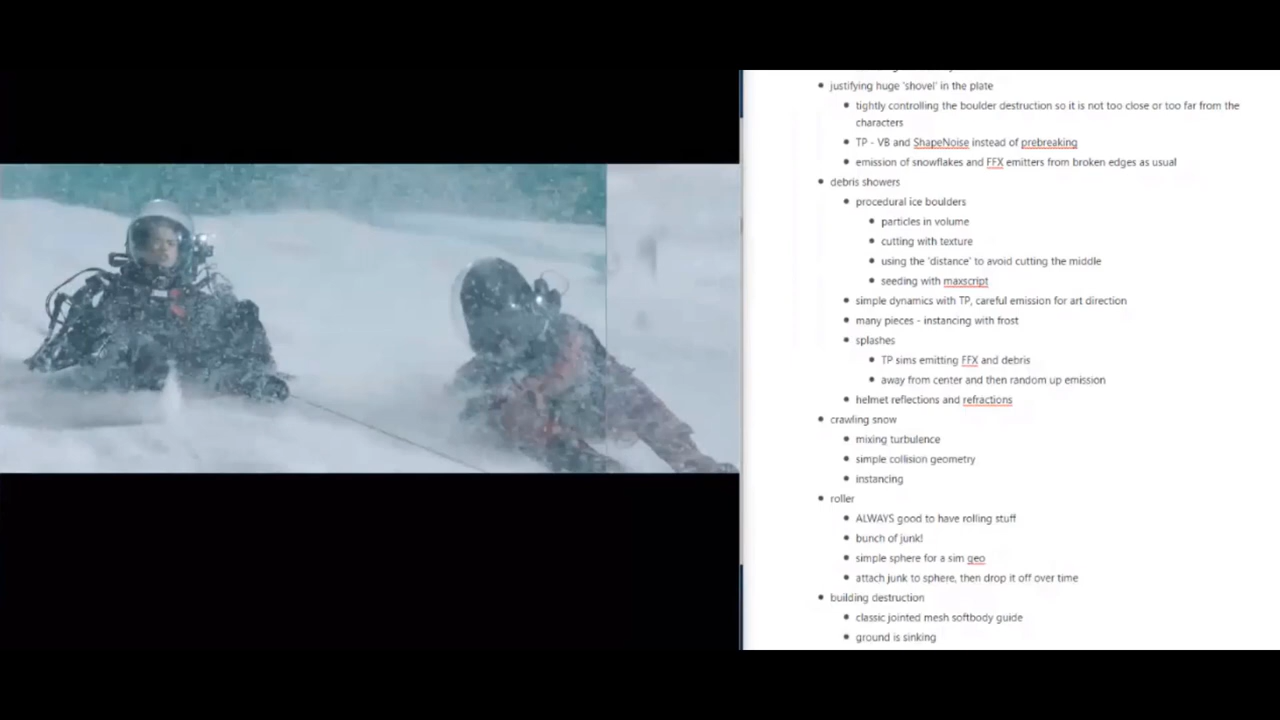 justifying huge 'shovel' in the plate
tightly controlling the boulder destruction so it is not too close or too far from the
characters
TP - VB and ShapeNoise instead of prebreaking
emission of snowflakes and FFX emitters from broken edges as usual
debris showers
procedural ice boulders
particles in volume
cutting with texture
using the 'distance' to avoid cutting the middle
seeding with maxscript
simple dynamics with TP, careful emission for art direction
many pieces - instancing with frost
splashes
TP sims emitting FFX and debris
away from center and then random up emission
helmet reflections and refractions
crawling snow
mixing turbulence
simple collision geometry
instancing
roller
ALWAYS good to have rolling stuff
bunch of junk!
simple sphere for a sim geo
attach junk to sphere, then drop it off over time
building destruction
classic jointed mesh softbody guide
ground is sinking